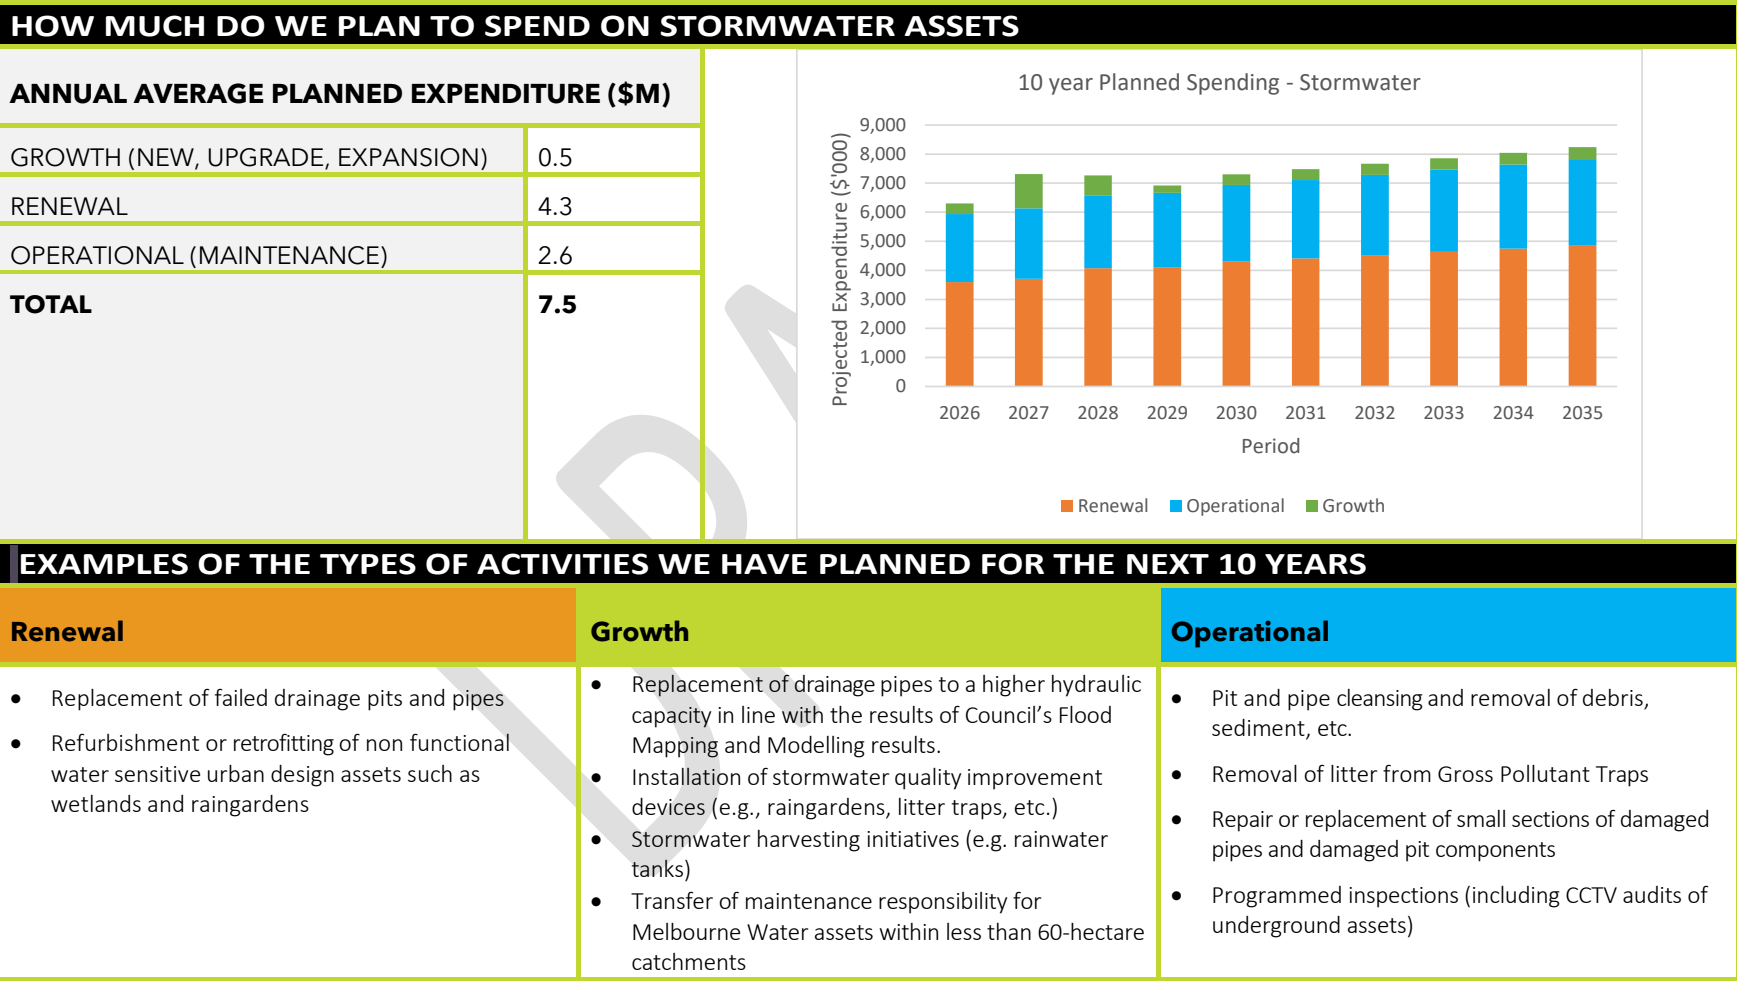 HOW MUCH DO WE PLAN TO SPEND ON STORMWATER ASSETS
ANNUAL AVERAGE PLANNED EXPENDITURE ($M)
GROWTH (NEW, UPGRADE, EXPANSION) 0.5
RENEWAL 4.3
OPERATIONAL (MAINTENANCE) 2.6
TOTAL 7.5
10 year Planned Spending - Stormwater
Projected Expenditure ($'000)
9,000
8,000
7,000
6,000
5,000
4,000
3,000
2,000
1,000
0
2026 2027 2028 2029 2030 2031 2032 2033 2034 2035
Period
Renewal Operational Growth
EXAMPLES OF THE TYPES OF ACTIVITIES WE HAVE PLANNED FOR THE NEXT 10 YEARS
Renewal
• Replacement of failed drainage pits and pipes
• Refurbishment or retrofitting of non functional
water sensitive urban design assets such as
wetlands and raingardens
Growth
• Replacement of drainage pipes to a higher hydraulic
capacity in line with the results of Council’s Flood
Mapping and Modelling results.
• Installation of stormwater quality improvement
devices (e.g., raingardens, litter traps, etc.)
• Stormwater harvesting initiatives (e.g. rainwater
tanks)
• Transfer of maintenance responsibility for
Melbourne Water assets within less than 60-hectare
catchments
Operational
• Pit and pipe cleansing and removal of debris,
sediment, etc.
• Removal of litter from Gross Pollutant Traps
• Repair or replacement of small sections of damaged
pipes and damaged pit components
• Programmed inspections (including CCTV audits of
underground assets)